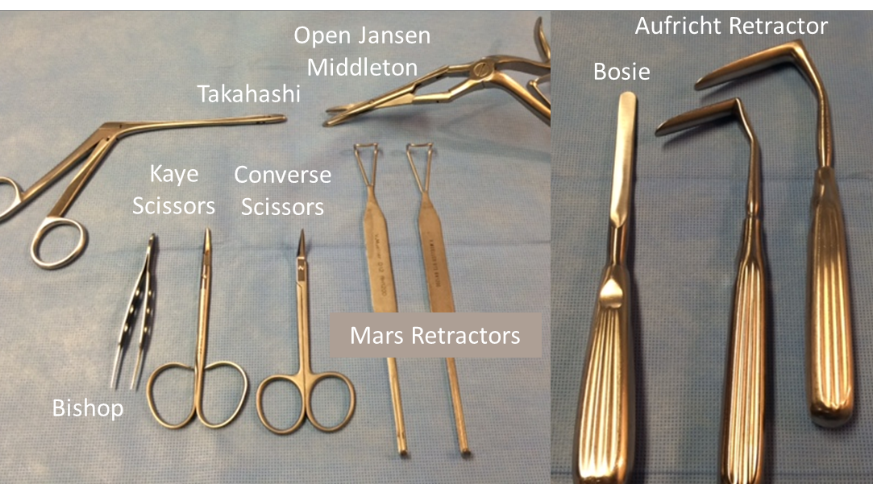 Open Jansen
Middleton
Takahashi
Kaye
Scissors
Converse
Scissors
Mars Retractors
Bishop
Aufricht Retractor
Bosie